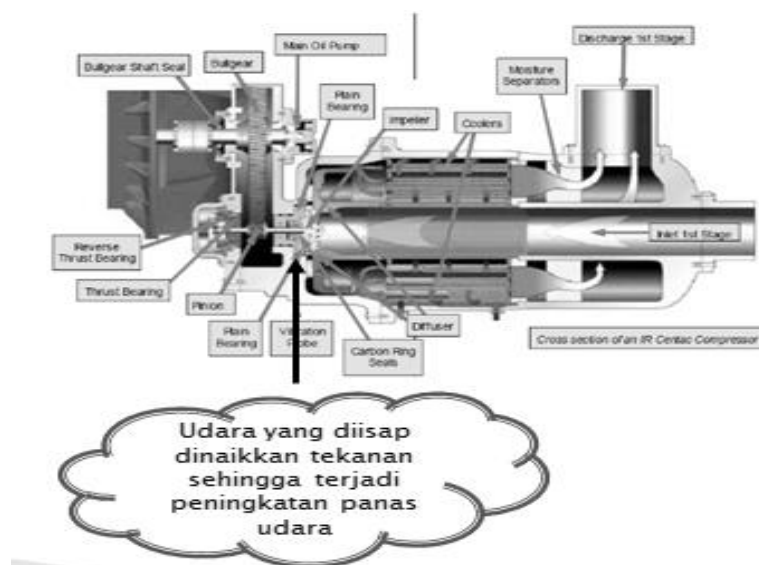 Main Oil Pump
Discharge 1st Stage
Bullgear Shaft Seal
Bullgear
Moisture
Separators
Plain
Bearing
Impeller
Coolers
Inlet 1st Stage
Reverse
Thrust Bearing
Thrust Bearing
Pinion
Plain
Bearing
Vibration
Probe
Carbon Ring
Seals
Diffuser
Cross section of an IR Centac Compressor
Udara yang diisap
dinaikkan tekanan
sehingga terjadi
peningkatan panas
udara